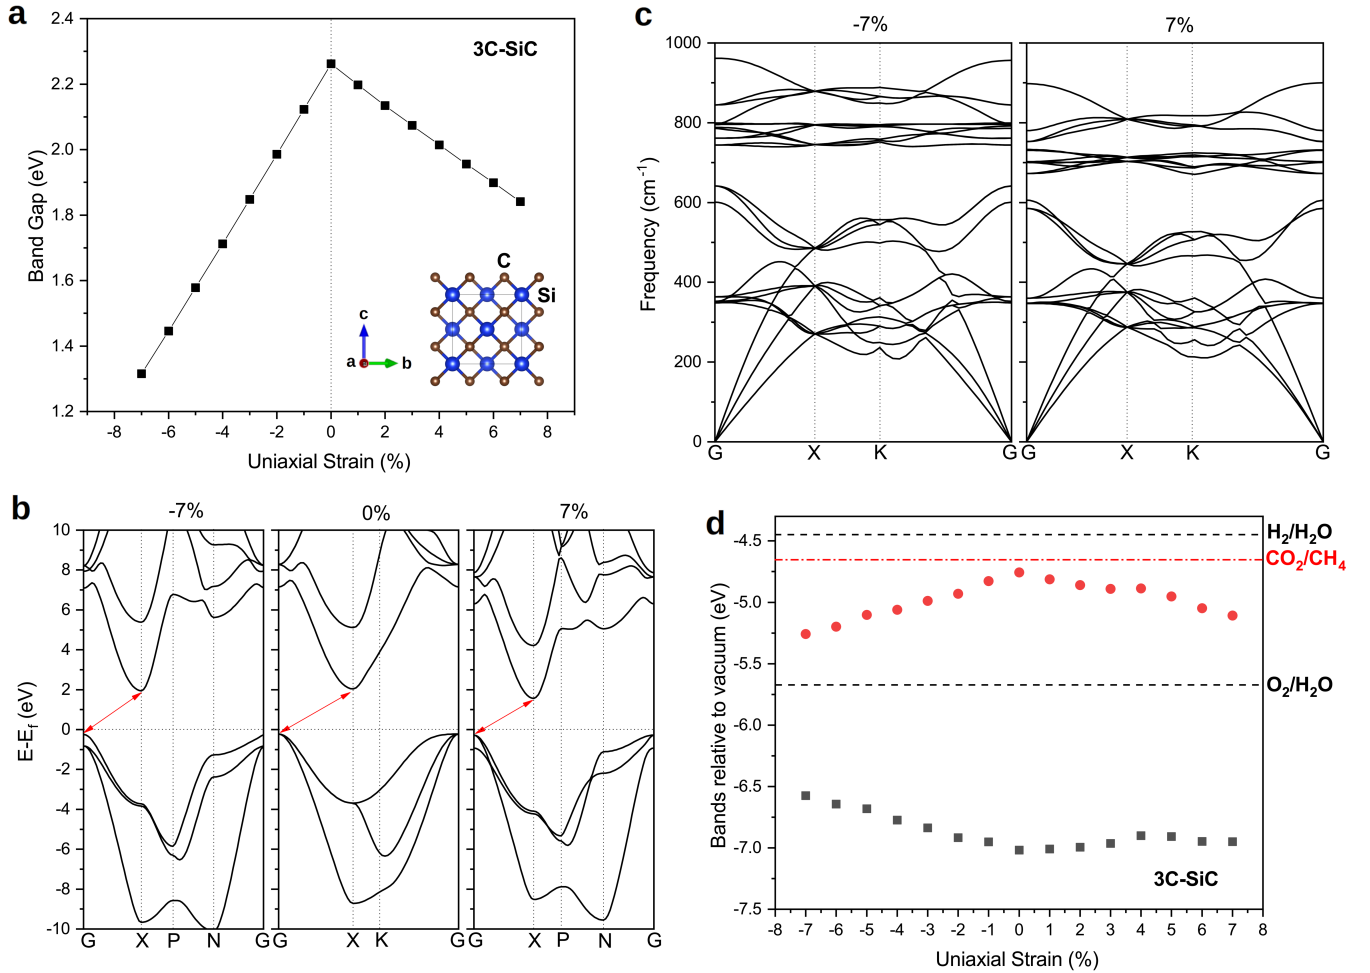 a
2.4
2.2
2.0
1.8
1.6
1.4
1.2
Band Gap (eV)
3C-SiC
C
Si
c
a
b
-8
-6
-4
-2
0
2
4
6
8
Uniaxial Strain (%)
c
-7%
7%
1000
800
600
400
200
0
Frequency (cm⁻¹)
G
X
K
G
G
X
K
G
b
-7%
0%
7%
10
8
6
4
2
0
-2
-4
-6
-8
-10
E-E_f (eV)
G
X
P
N
G
G
X
K
G
G
X
P
N
G
d
-4.5
-5.0
-5.5
-6.0
-6.5
-7.0
-7.5
Bands relative to vacuum (eV)
H₂/H₂O
CO₂/CH₄
O₂/H₂O
3C-SiC
-8
-7
-6
-5
-4
-3
-2
-1
0
1
2
3
4
5
6
7
8
Uniaxial Strain (%)